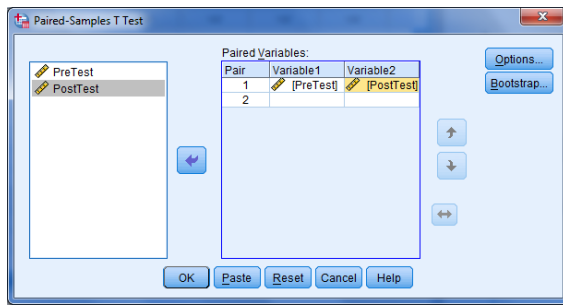 Paired-Samples T Test
X
Paired Variables:
Pair Variable1 Variable2
PreTest
PostTest
1 [PreTest] [PostTest]
2
Options...
Bootstrap...
OK Paste Reset Cancel Help